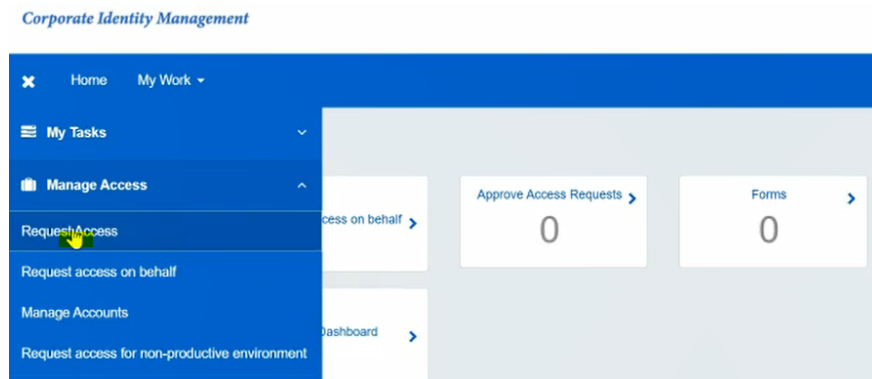 Corporate Identity Management
Home My Work
My Tasks
Manage Access
Request Access
Request access on behalf
Manage Accounts
Request access for non-productive environment
cess on behalf
Approve Access Requests
0
Forms
0
Dashboard